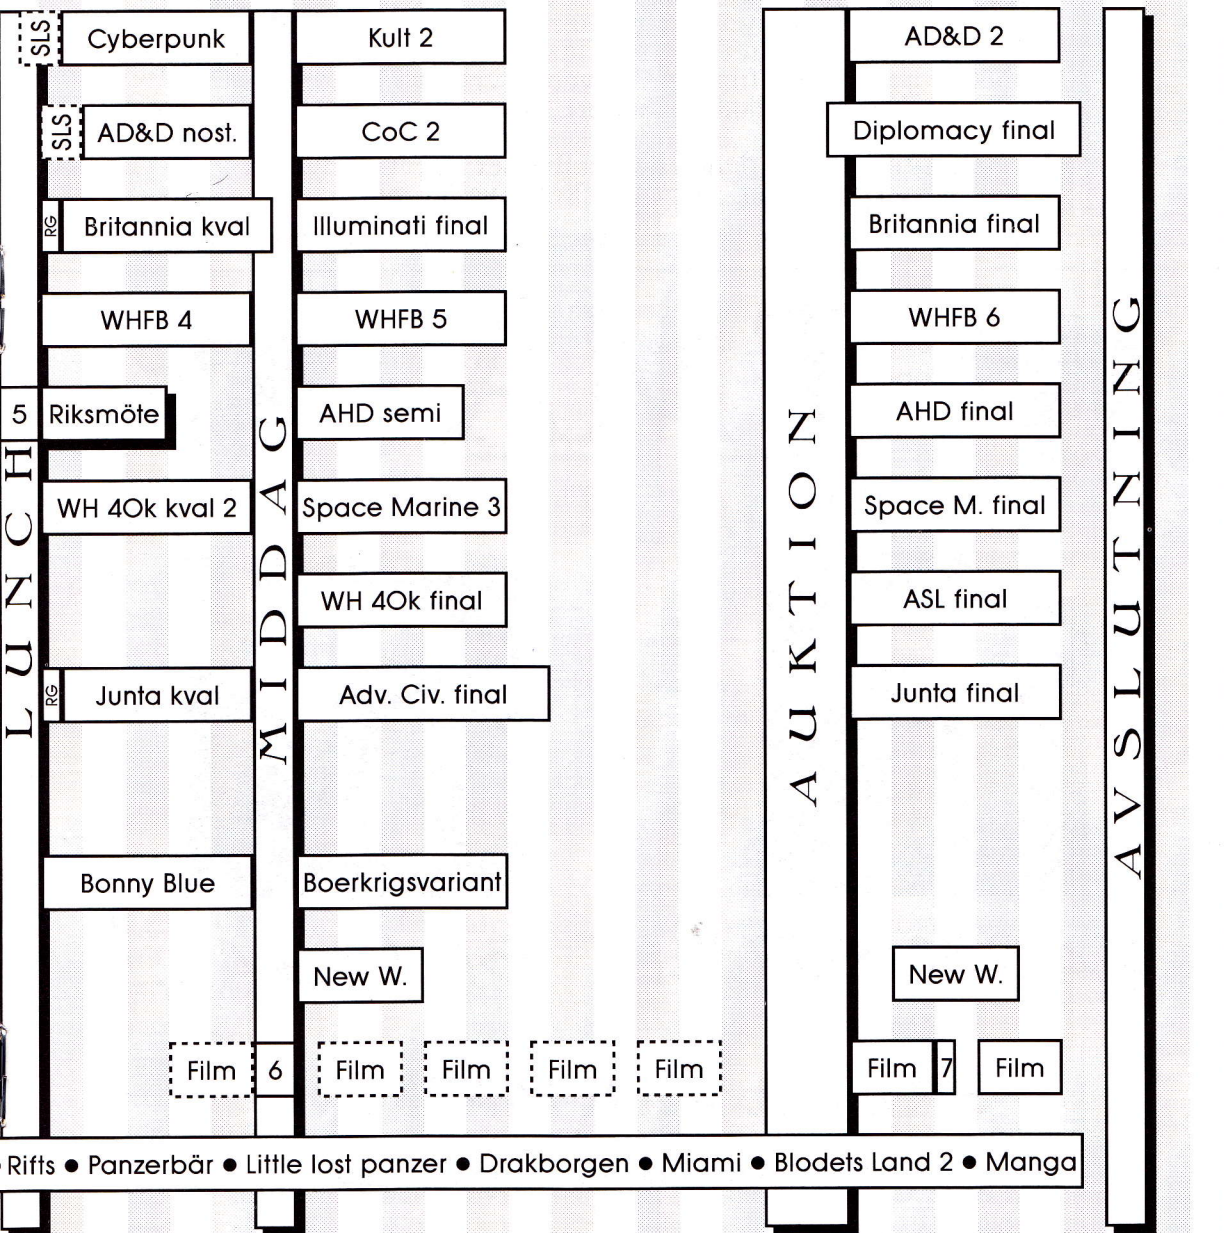 SLS Cyberpunk Kult 2 AD&D 2
SLS AD&D nost. CoC 2 Diplomacy final
RG Britannia kval Illuminati final Britannia final
WHFB 4 WHFB 5 WHFB 6
5 Riksmöte AHD semi AHD final
WH 40k kval 2 Space Marine 3 Space M. final
WH 40k final ASL final
RG Junta kval Adv. Civ. final Junta final
Bonny Blue Boerkrigsvariant
New W. New W.
Film 6 Film Film Film Film Film 7 Film
LUNCH
MIDDAG
AUKTION
AVSLUTNING
Rifts ● Panzerbär ● Little lost panzer ● Drakborgen ● Miami ● Blodets Land 2 ● Manga